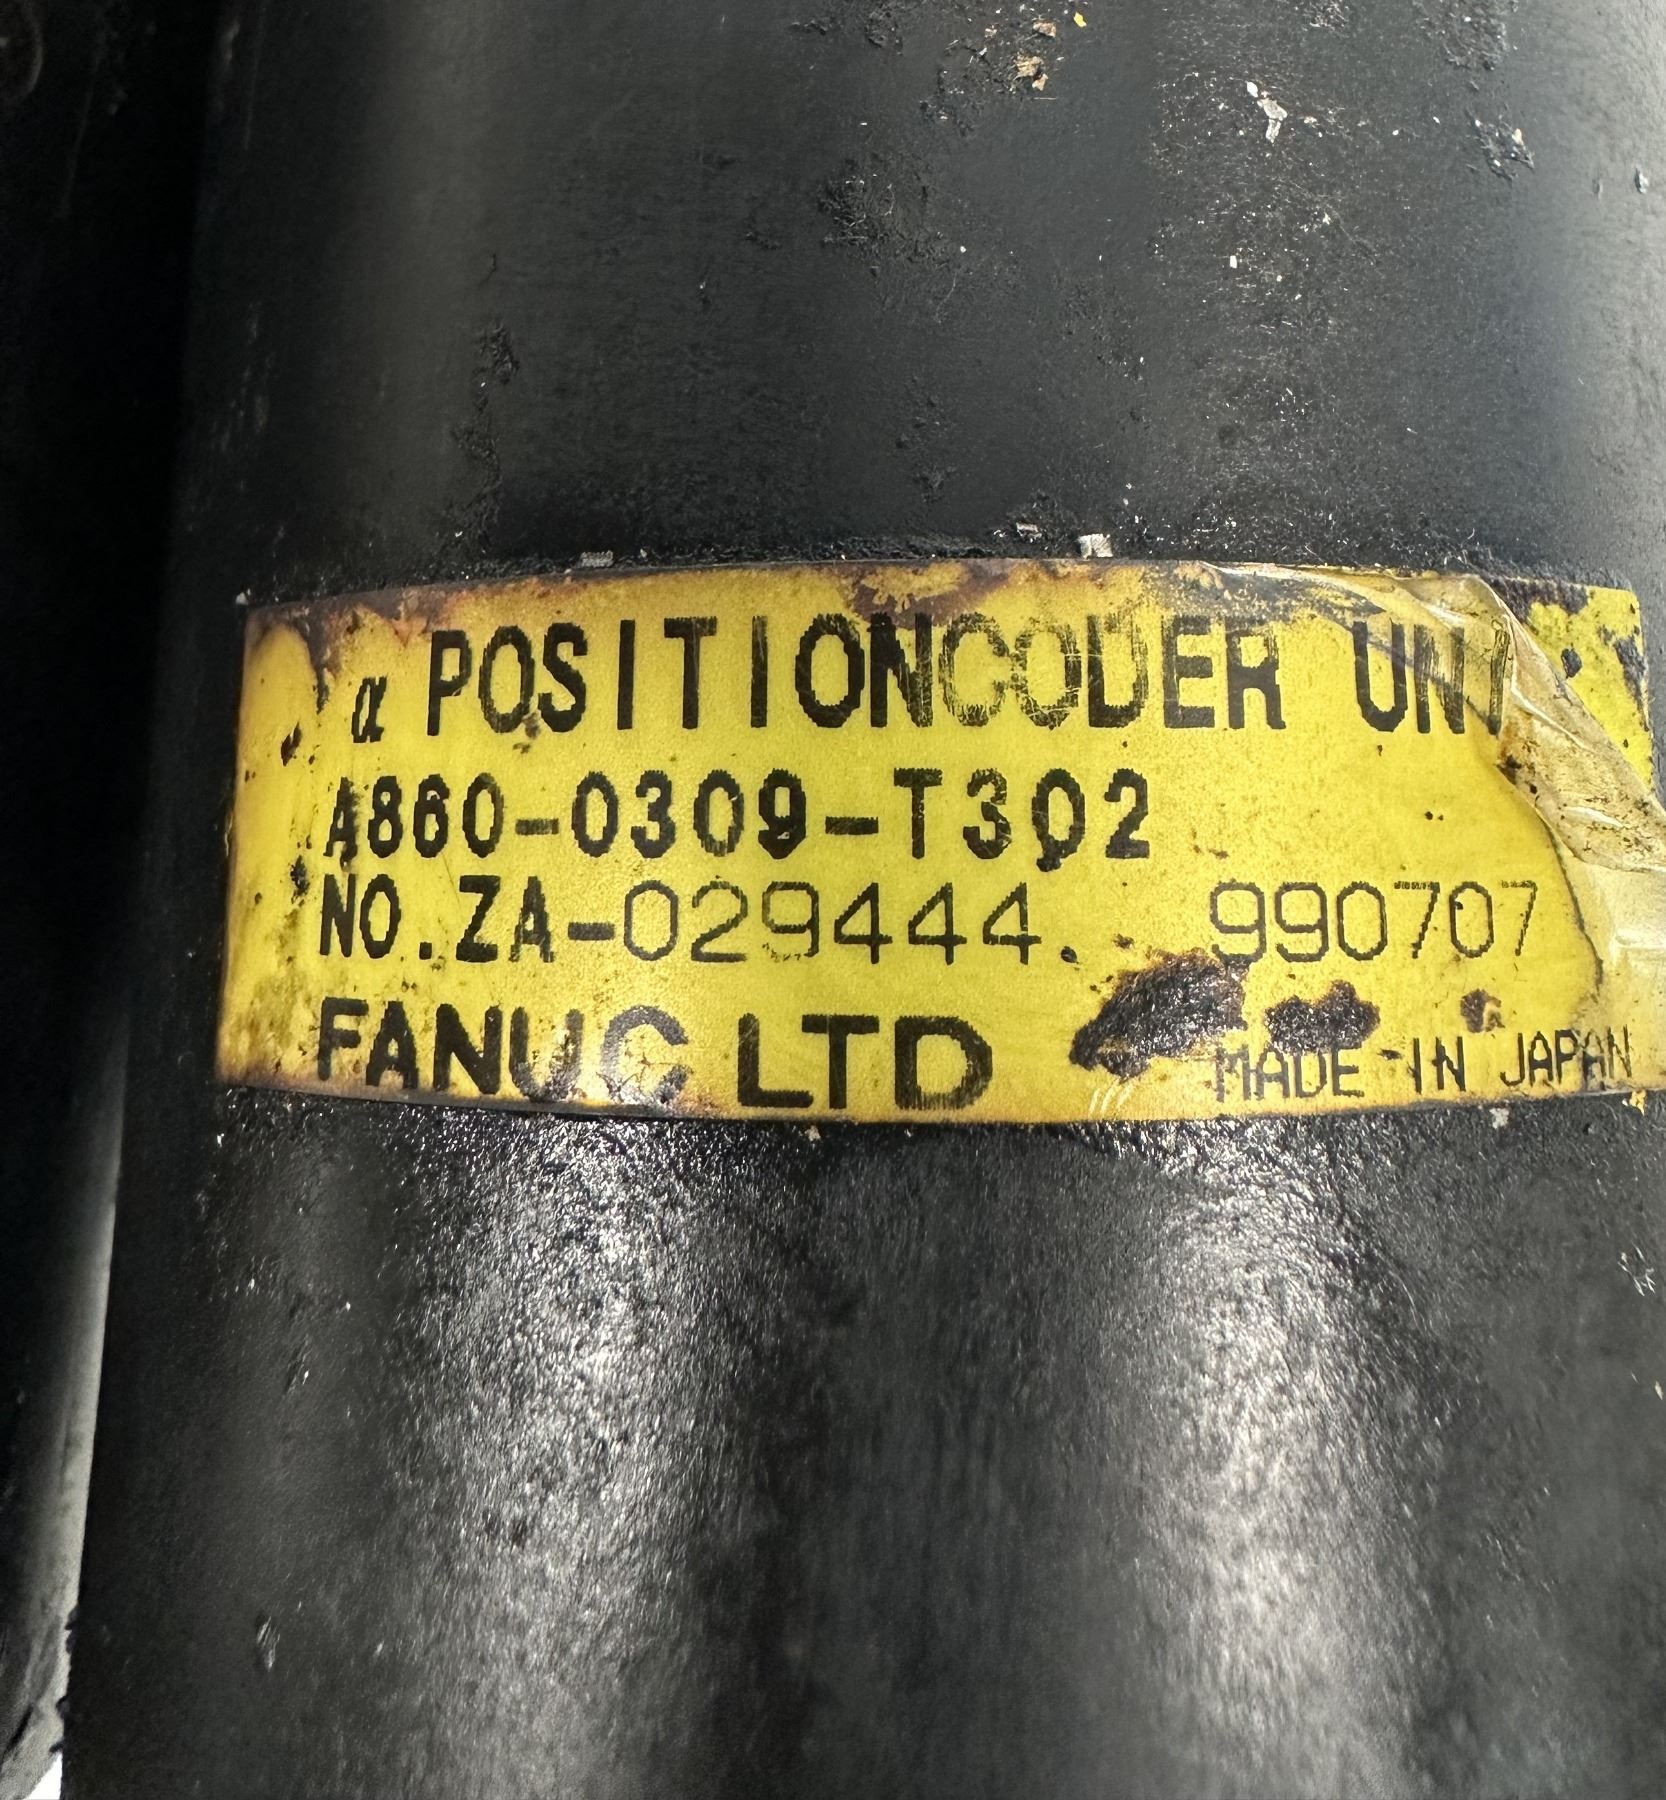 α POSITIONCODER UNIT
A860-0309-T302
NO.ZA-029444. 990707
FANUC LTD MADE IN JAPAN